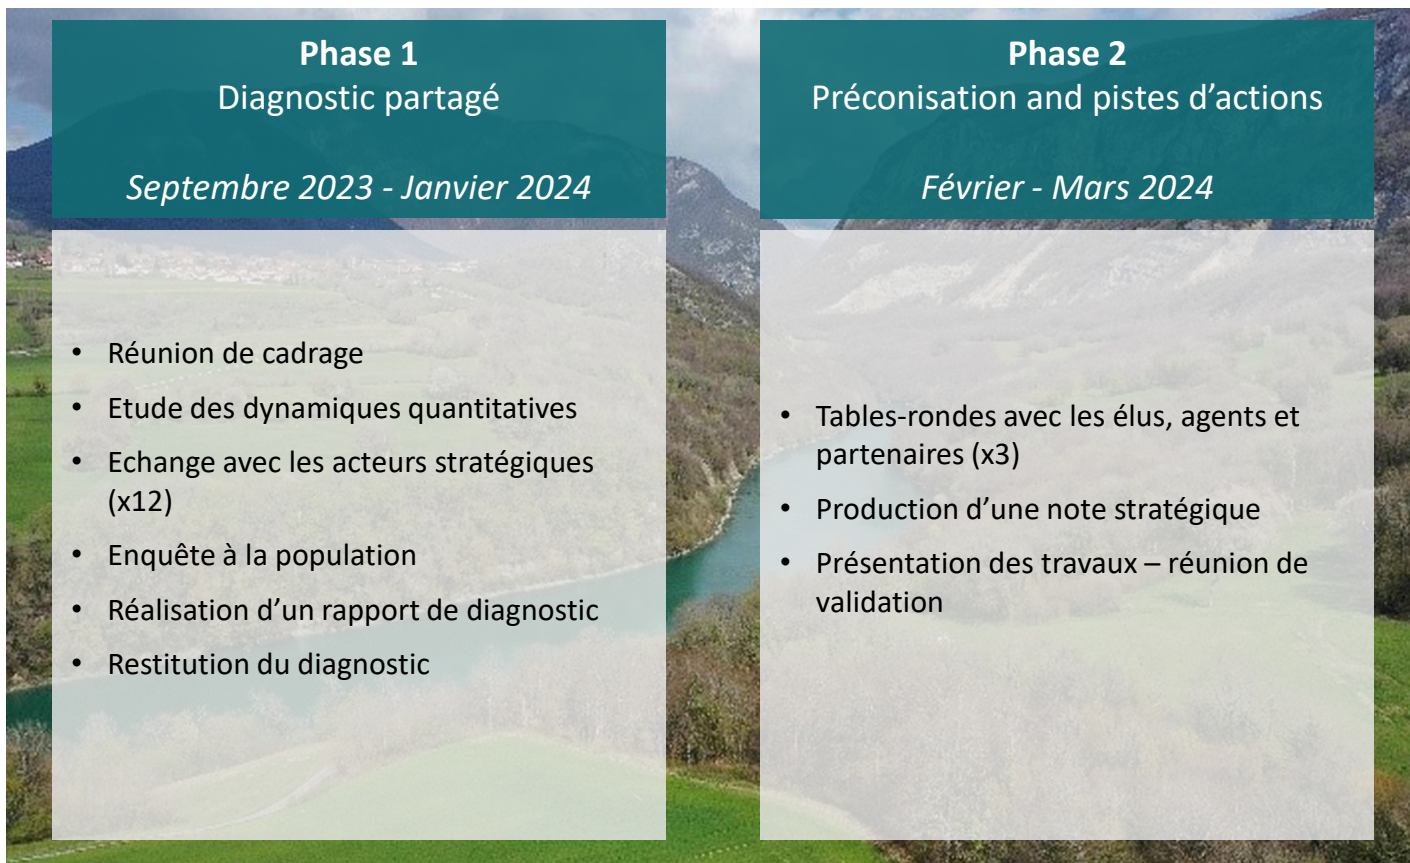 Phase 1
Diagnostic partagé
Septembre 2023 - Janvier 2024
• Réunion de cadrage
• Etude des dynamiques quantitatives
• Echange avec les acteurs stratégiques
(x12)
• Enquête à la population
• Réalisation d’un rapport de diagnostic
• Restitution du diagnostic
Phase 2
Préconisation and pistes d’actions
Février - Mars 2024
• Tables-rondes avec les élus, agents et
partenaires (x3)
• Production d’une note stratégique
• Présentation des travaux – réunion de
validation